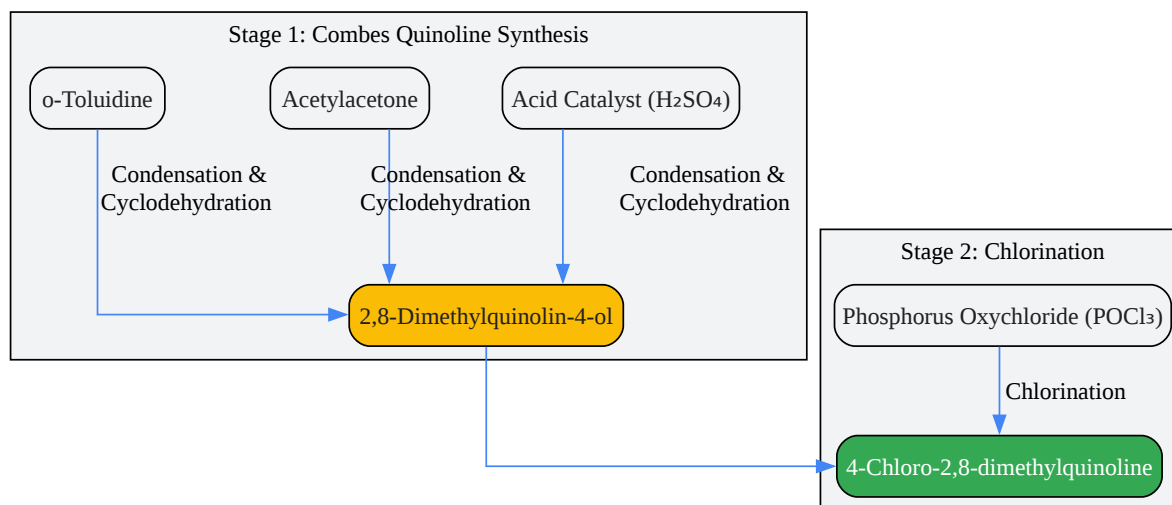 Stage 1: Combes Quinoline Synthesis
o-Toluidine
Acetylacetone
Acid Catalyst (H₂SO₄)
Condensation &
Cyclodehydration
Condensation &
Cyclodehydration
Condensation &
Cyclodehydration
2,8-Dimethylquinolin-4-ol
Stage 2: Chlorination
Phosphorus Oxychloride (POCl₃)
Chlorination
4-Chloro-2,8-dimethylquinoline